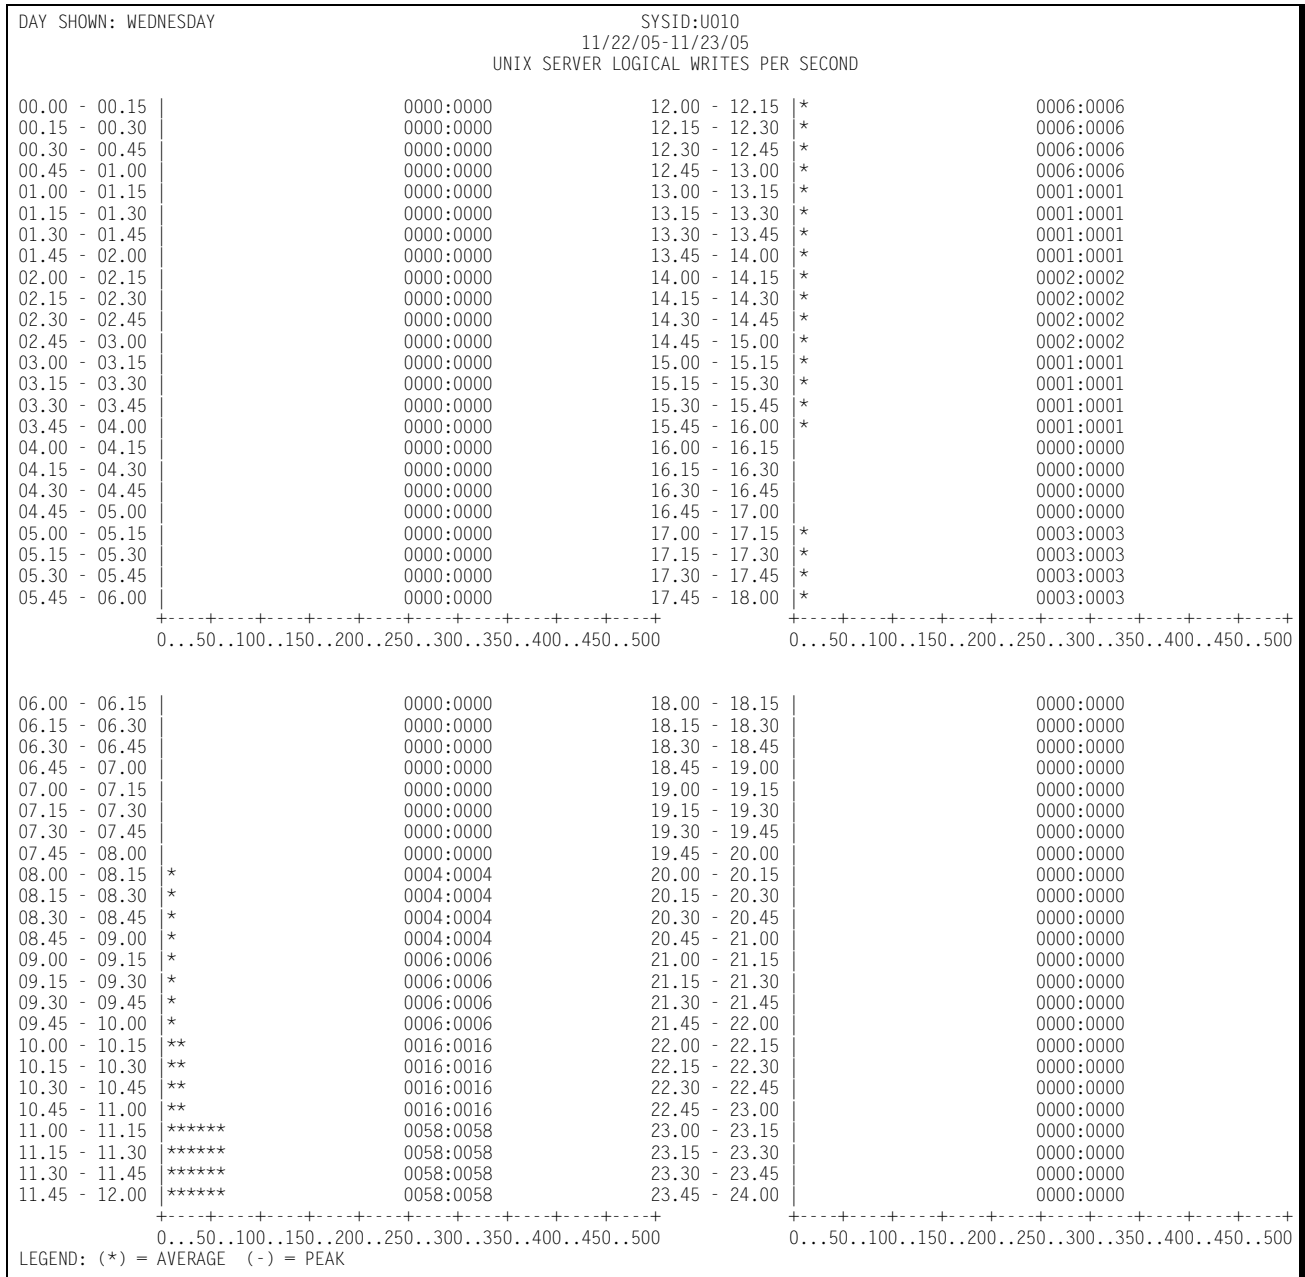 DAY SHOWN: WEDNESDAY SYSID:U010
11/22/05-11/23/05
UNIX SERVER LOGICAL WRITES PER SECOND
00.00 - 00.15 | 0000:0000 12.00 - 12.15 |* 0006:0006
00.15 - 00.30 | 0000:0000 12.15 - 12.30 |* 0006:0006
00.30 - 00.45 | 0000:0000 12.30 - 12.45 |* 0006:0006
00.45 - 01.00 | 0000:0000 12.45 - 13.00 |* 0006:0006
01.00 - 01.15 | 0000:0000 13.00 - 13.15 |* 0001:0001
01.15 - 01.30 | 0000:0000 13.15 - 13.30 |* 0001:0001
01.30 - 01.45 | 0000:0000 13.30 - 13.45 |* 0001:0001
01.45 - 02.00 | 0000:0000 13.45 - 14.00 |* 0001:0001
02.00 - 02.15 | 0000:0000 14.00 - 14.15 |* 0002:0002
02.15 - 02.30 | 0000:0000 14.15 - 14.30 |* 0002:0002
02.30 - 02.45 | 0000:0000 14.30 - 14.45 |* 0002:0002
02.45 - 03.00 | 0000:0000 14.45 - 15.00 |* 0002:0002
03.00 - 03.15 | 0000:0000 15.00 - 15.15 |* 0001:0001
03.15 - 03.30 | 0000:0000 15.15 - 15.30 |* 0001:0001
03.30 - 03.45 | 0000:0000 15.30 - 15.45 |* 0001:0001
03.45 - 04.00 | 0000:0000 15.45 - 16.00 |* 0001:0001
04.00 - 04.15 | 0000:0000 16.00 - 16.15 | 0000:0000
04.15 - 04.30 | 0000:0000 16.15 - 16.30 | 0000:0000
04.30 - 04.45 | 0000:0000 16.30 - 16.45 | 0000:0000
04.45 - 05.00 | 0000:0000 16.45 - 17.00 | 0000:0000
05.00 - 05.15 | 0000:0000 17.00 - 17.15 |* 0003:0003
05.15 - 05.30 | 0000:0000 17.15 - 17.30 |* 0003:0003
05.30 - 05.45 | 0000:0000 17.30 - 17.45 |* 0003:0003
05.45 - 06.00 | 0000:0000 17.45 - 18.00 |* 0003:0003
+----+----+----+----+----+----+----+----+----+----+ +----+----+----+----+----+----+----+----+----+----+
0...50..100..150..200..250..300..350..400..450..500 0...50..100..150..200..250..300..350..400..450..500
06.00 - 06.15 | 0000:0000 18.00 - 18.15 | 0000:0000
06.15 - 06.30 | 0000:0000 18.15 - 18.30 | 0000:0000
06.30 - 06.45 | 0000:0000 18.30 - 18.45 | 0000:0000
06.45 - 07.00 | 0000:0000 18.45 - 19.00 | 0000:0000
07.00 - 07.15 | 0000:0000 19.00 - 19.15 | 0000:0000
07.15 - 07.30 | 0000:0000 19.15 - 19.30 | 0000:0000
07.30 - 07.45 | 0000:0000 19.30 - 19.45 | 0000:0000
07.45 - 08.00 | 0000:0000 19.45 - 20.00 | 0000:0000
08.00 - 08.15 |* 0004:0004 20.00 - 20.15 | 0000:0000
08.15 - 08.30 |* 0004:0004 20.15 - 20.30 | 0000:0000
08.30 - 08.45 |* 0004:0004 20.30 - 20.45 | 0000:0000
08.45 - 09.00 |* 0004:0004 20.45 - 21.00 | 0000:0000
09.00 - 09.15 |* 0006:0006 21.00 - 21.15 | 0000:0000
09.15 - 09.30 |* 0006:0006 21.15 - 21.30 | 0000:0000
09.30 - 09.45 |* 0006:0006 21.30 - 21.45 | 0000:0000
09.45 - 10.00 |* 0006:0006 21.45 - 22.00 | 0000:0000
10.00 - 10.15 |** 0016:0016 22.00 - 22.15 | 0000:0000
10.15 - 10.30 |** 0016:0016 22.15 - 22.30 | 0000:0000
10.30 - 10.45 |** 0016:0016 22.30 - 22.45 | 0000:0000
10.45 - 11.00 |** 0016:0016 22.45 - 23.00 | 0000:0000
11.00 - 11.15 |****** 0058:0058 23.00 - 23.15 | 0000:0000
11.15 - 11.30 |****** 0058:0058 23.15 - 23.30 | 0000:0000
11.30 - 11.45 |****** 0058:0058 23.30 - 23.45 | 0000:0000
11.45 - 12.00 |****** 0058:0058 23.45 - 24.00 | 0000:0000
+----+----+----+----+----+----+----+----+----+----+ +----+----+----+----+----+----+----+----+----+----+
0...50..100..150..200..250..300..350..400..450..500 0...50..100..150..200..250..300..350..400..450..500
LEGEND: (*) = AVERAGE (-) = PEAK